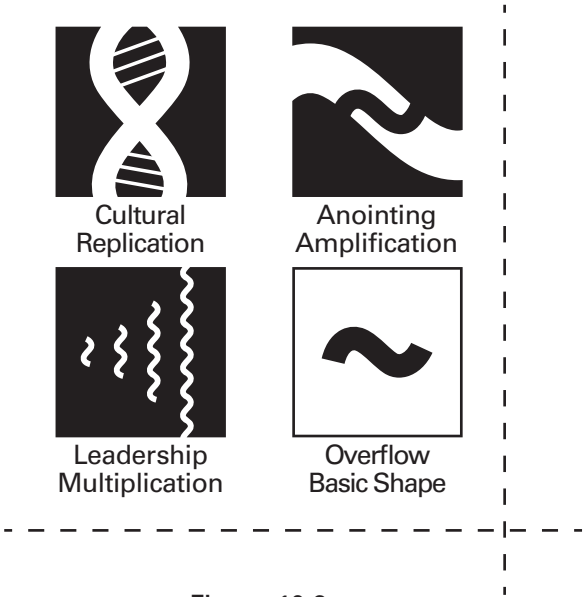 Cultural
Replication
Anointing
Amplification
Leadership
Multiplication
Overflow
Basic Shape